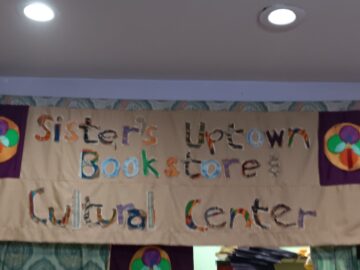 Sister's Uptown
Bookstore &
Cultural Center